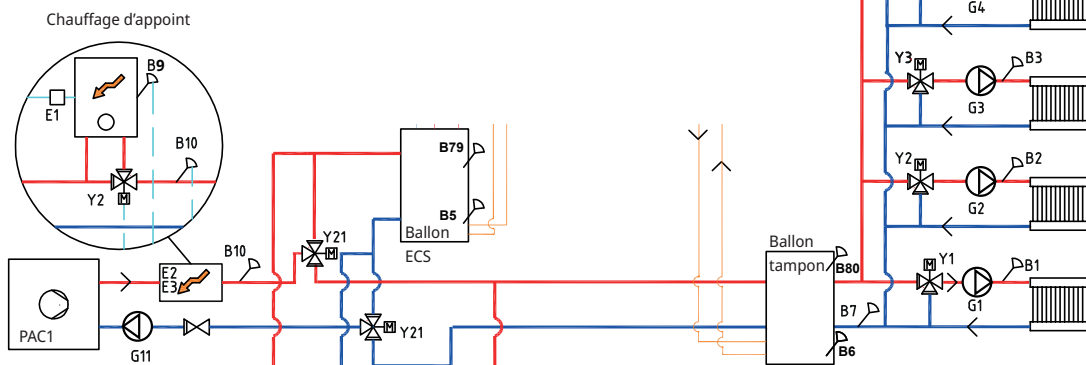 Chauffage d'appoint
B9
E1
B10
Y2
M
B79
B5
Ballon
ECS
Y21
M
B10
E2
E3
PAC1
G11
Y21
M
G4
Y3
M
B3
G3
Y2
M
B2
G2
Ballon
tampon
B80
Y1
M
B1
G1
B7
B6